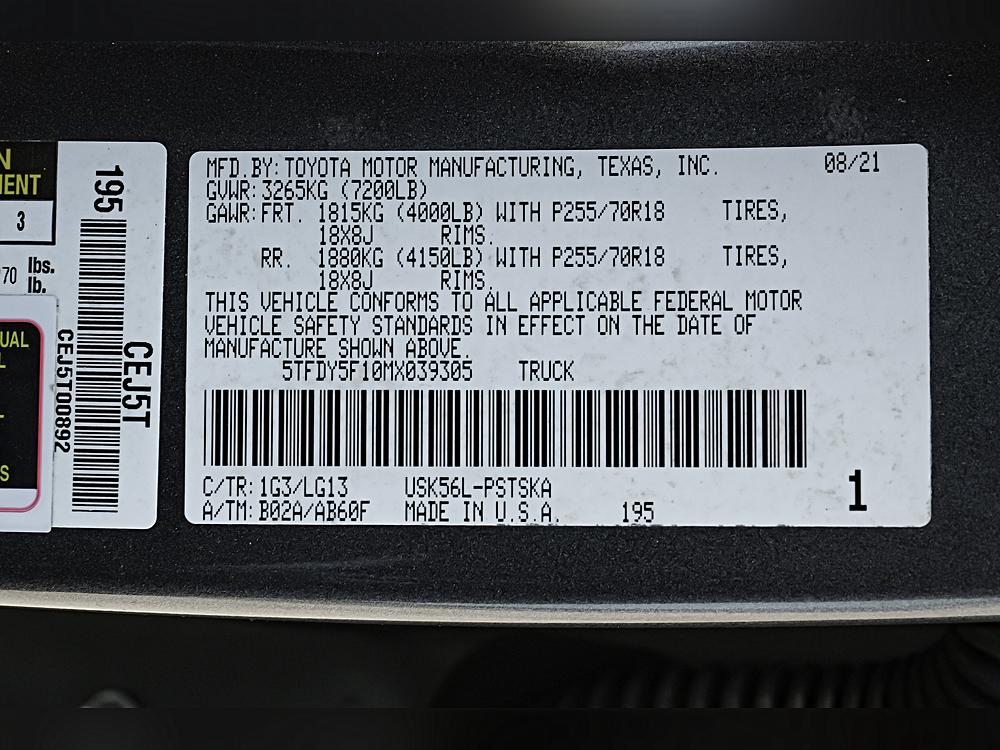 N
MENT
3
70 lbs.
lb.
UAL
L
S
195
CEJ5T
CEJ5T00892
MFD.BY:TOYOTA MOTOR MANUFACTURING, TEXAS, INC. 08/21
GVWR:3265KG (7200LB)
GAWR:FRT. 1815KG (4000LB) WITH P255/70R18 TIRES,
18X8J RIMS.
RR. 1880KG (4150LB) WITH P255/70R18 TIRES,
18X8J RIMS.
THIS VEHICLE CONFORMS TO ALL APPLICABLE FEDERAL MOTOR
VEHICLE SAFETY STANDARDS IN EFFECT ON THE DATE OF
MANUFACTURE SHOWN ABOVE.
5TFDY5F10MX039305 TRUCK
C/TR:1G3/LG13 USK56L-PSTSKA
A/TM:B02A/AB60F MADE IN U.S.A. 195
1